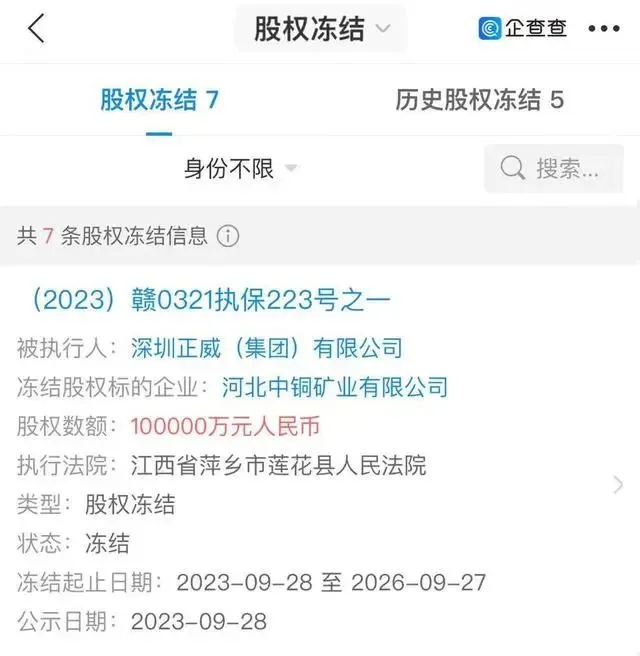 股权冻结
企查查
股权冻结 7
历史股权冻结 5
身份不限
搜索...
共 7 条股权冻结信息
（2023）赣0321执保223号之一
被执行人：深圳正威（集团）有限公司
冻结股权标的企业：河北中铜矿业有限公司
股权数额：100000万元人民币
执行法院：江西省萍乡市莲花县人民法院
类型：股权冻结
状态：冻结
冻结起止日期：2023-09-28 至 2026-09-27
公示日期：2023-09-28